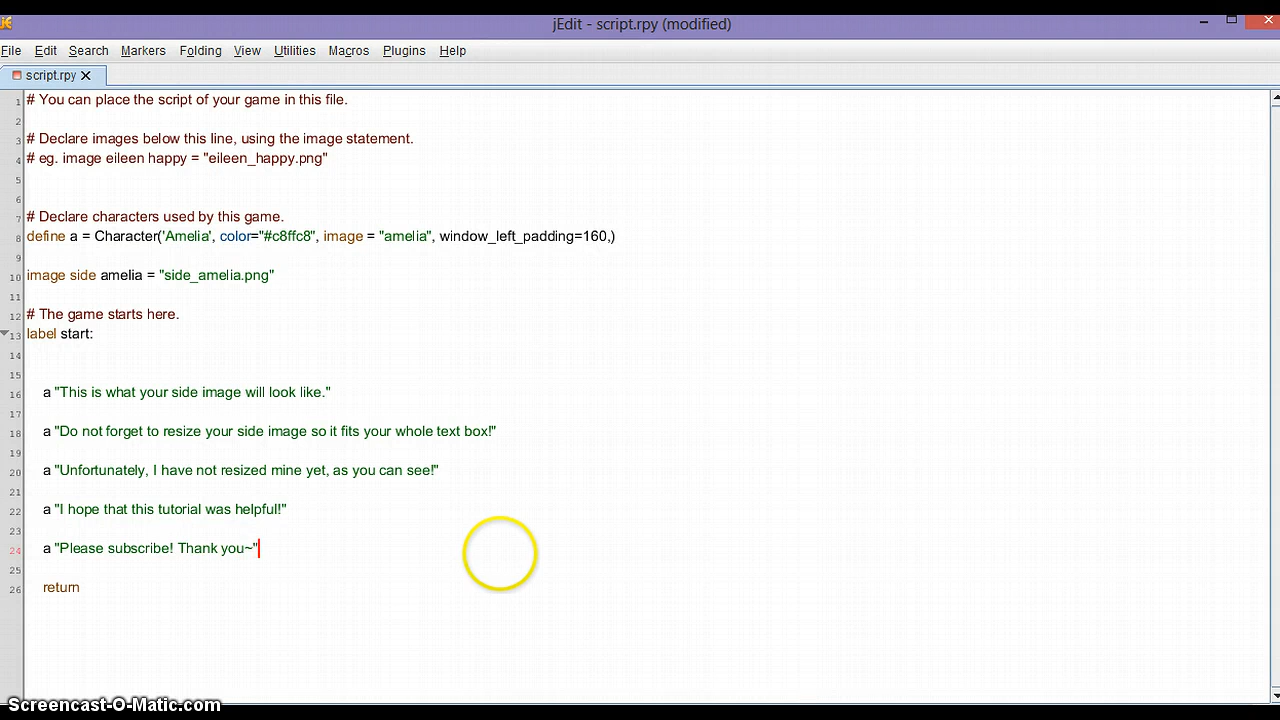 jEdit - script.rpy (modified)
File Edit Search Markers Folding View Utilities Macros Plugins Help
script.rpy
1 # You can place the script of your game in this file.
2
3 # Declare images below this line, using the image statement.
4 # eg. image eileen happy = "eileen_happy.png"
5
6
7 # Declare characters used by this game.
8 define a = Character('Amelia', color="#c8ffc8", image = "amelia", window_left_padding=160,)
9
10 image side amelia = "side_amelia.png"
11
12 # The game starts here.
13 label start:
14
15
16 a "This is what your side image will look like."
17
18 a "Do not forget to resize your side image so it fits your whole text box!"
19
20 a "Unfortunately, I have not resized mine yet, as you can see!"
21
22 a "I hope that this tutorial was helpful!"
23
24 a "Please subscribe! Thank you~"
25
26 return
Screencast-O-Matic.com